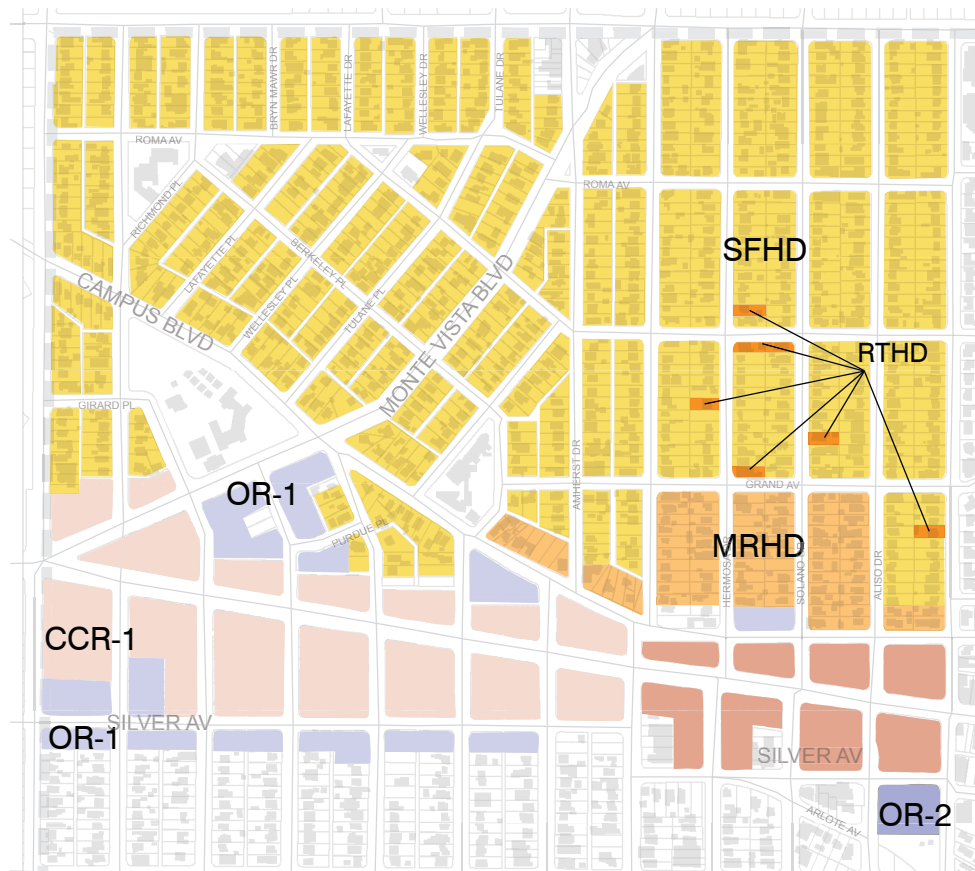 BRYN MAWR DR
LAFAYETTE DR
WELLESLEY DR
TULANE DR
ROMA AV
ROMA AV
RICHMOND PL
LAFAYETTE PL
BERKELEY PL
WELLESLEY PL
TULANE PL
SFHD
CAMPUS BLVD
MONTE VISTA BLVD
RTHD
GIRARD PL
AMHERST DR
GRAND AV
OR-1
PURDUE PL
MRHD
HERMOSA
SOLANO
ALISO DR
CCR-1
SILVER AV
OR-1
SILVER AV
ARLOTE AV
OR-2